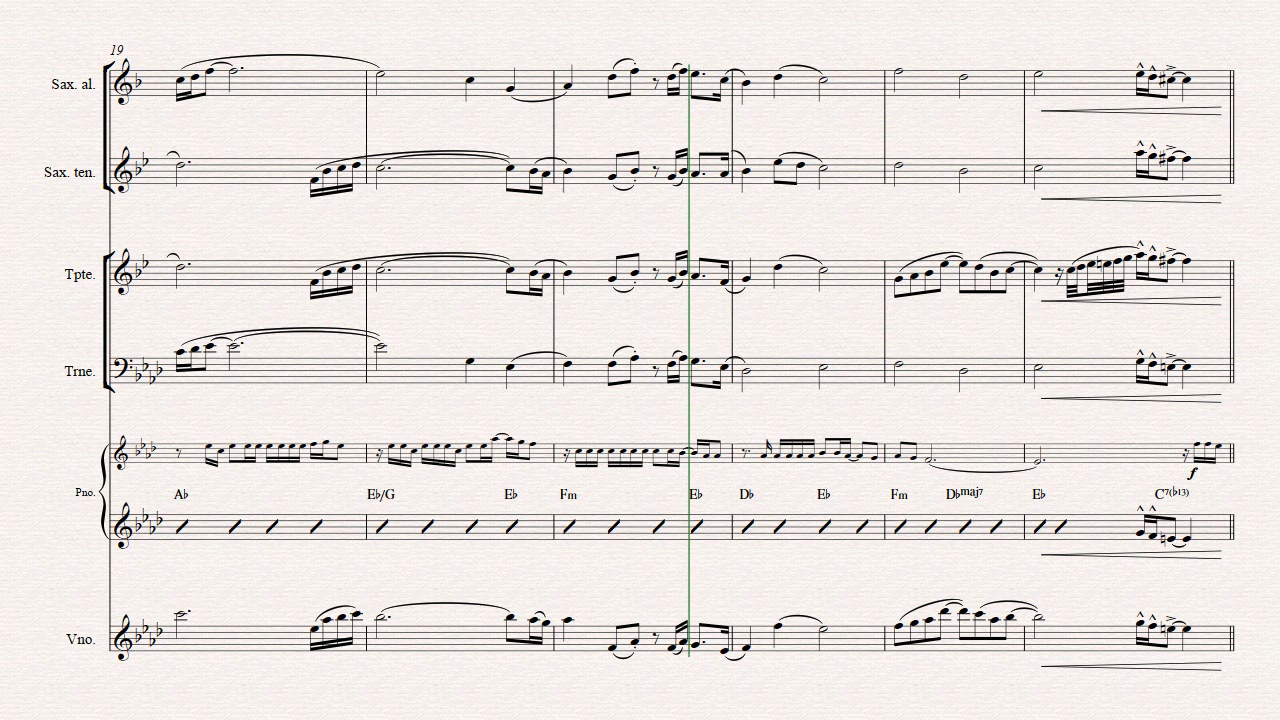 19
Sax. al.
Sax. ten.
Tpte.
Trne.
f
Pno.
A♭ E♭/G E♭ Fm E♭ D♭ E♭ Fm D♭maj7 E♭ C7(♭13)
Vno.